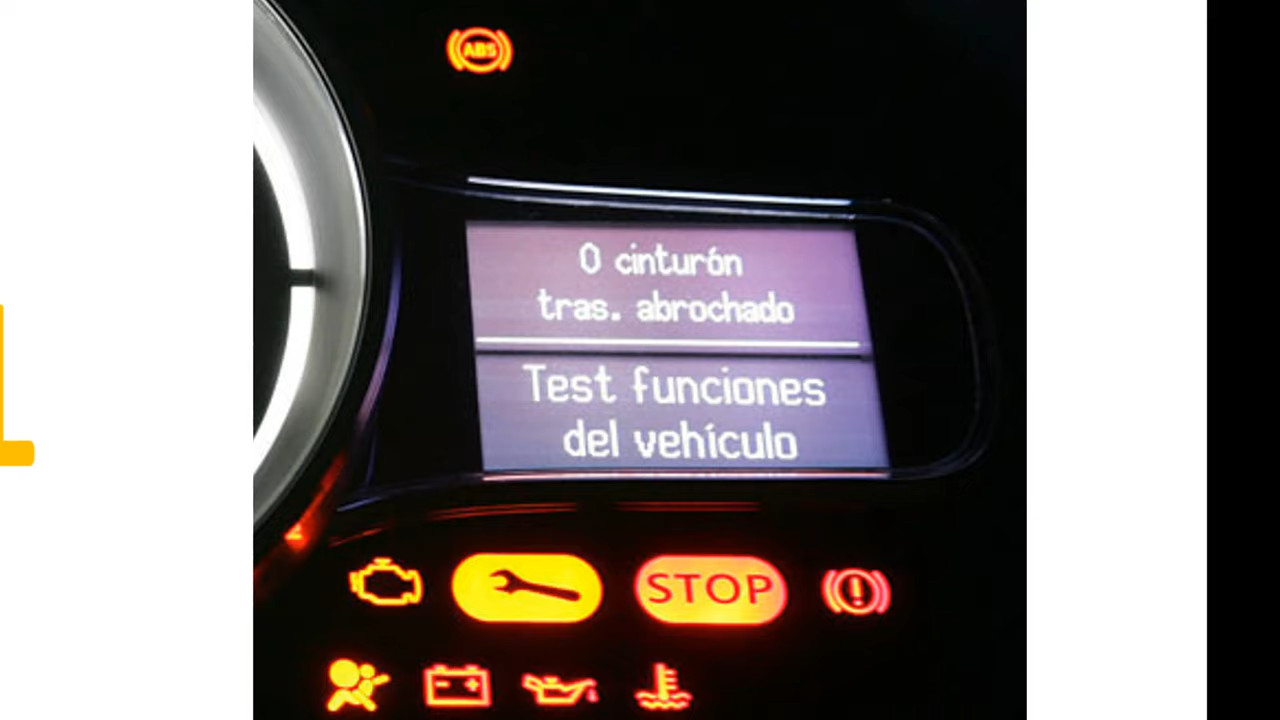 ABS
0 cinturón
tras. abrochado
Test funciones
del vehículo
STOP